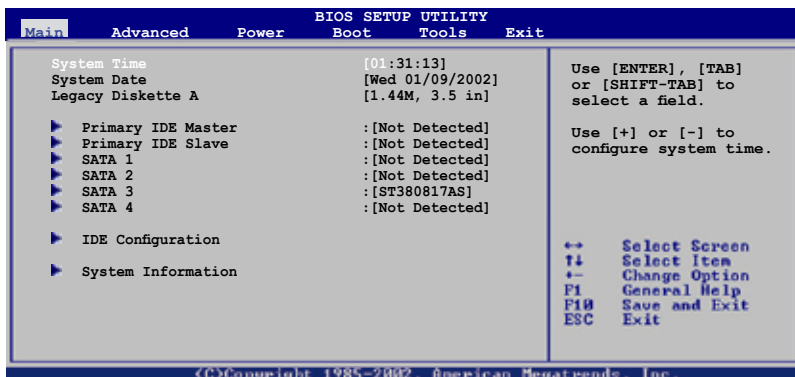 BIOS SETUP UTILITY
Main Advanced Power Boot Tools Exit
System Time [01:31:13]
System Date [Wed 01/09/2002]
Legacy Diskette A [1.44M, 3.5 in]
Primary IDE Master :[Not Detected]
Primary IDE Slave :[Not Detected]
SATA 1 :[Not Detected]
SATA 2 :[Not Detected]
SATA 3 :[ST380817AS]
SATA 4 :[Not Detected]
IDE Configuration
System Information
Use [ENTER], [TAB]
or [SHIFT-TAB] to
select a field.
Use [+] or [-] to
configure system time.
↔ Select Screen
↑↓ Select Item
+- Change Option
F1 General Help
F10 Save and Exit
ESC Exit
(C)Copyright 1985-2002, American Megatrends, Inc.